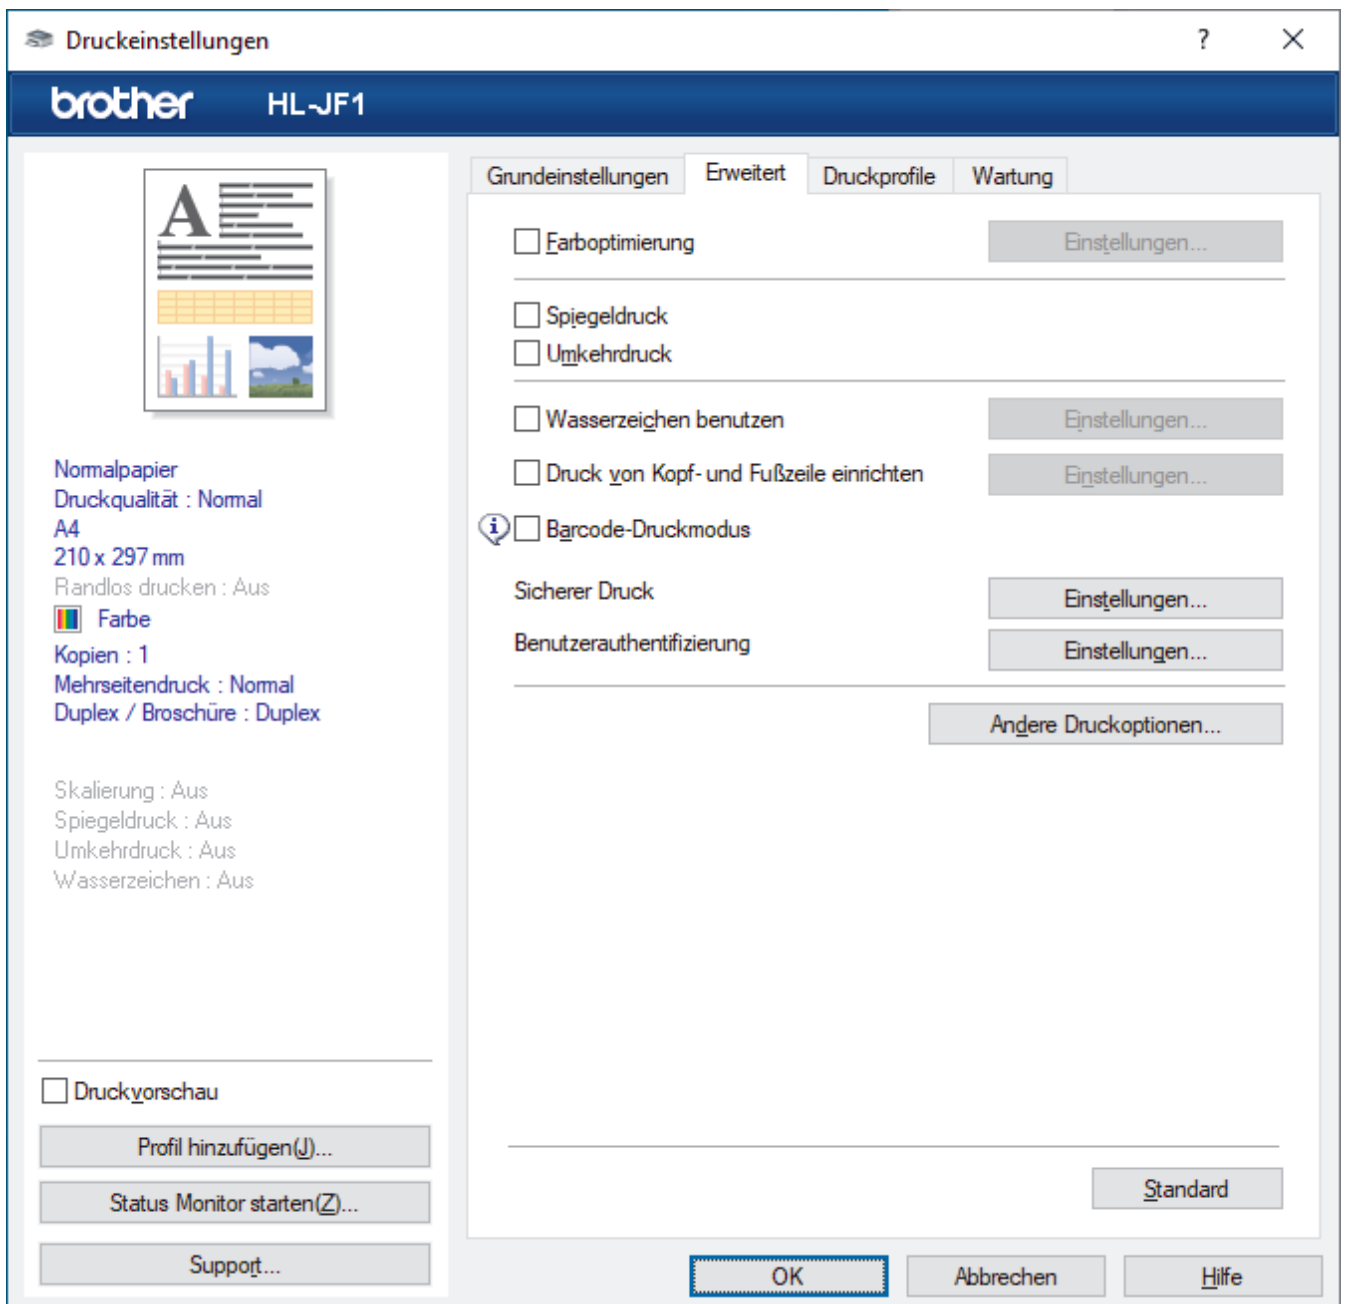 Druckeinstellungen
?
brother HL-JF1
A
Normalpapier
Druckqualität : Normal
A4
210 x 297 mm
Randlos drucken : Aus
Farbe
Kopien : 1
Mehrseitendruck : Normal
Duplex / Broschüre : Duplex
Skalierung : Aus
Spiegeldruck : Aus
Umkehrdruck : Aus
Wasserzeichen : Aus
Druckvorschau
Profil hinzufügen(J)...
Status Monitor starten(Z)...
Support...
Grundeinstellungen Erweitert Druckprofile Wartung
Farboptimierung Einstellungen...
Spiegeldruck
Umkehrdruck
Wasserzeichen benutzen Einstellungen...
Druck von Kopf- und Fußzeile einrichten Einstellungen...
Barcode-Druckmodus
Sicherer Druck Einstellungen...
Benutzerauthentifizierung Einstellungen...
Andere Druckoptionen...
Standard
OK Abbrechen Hilfe